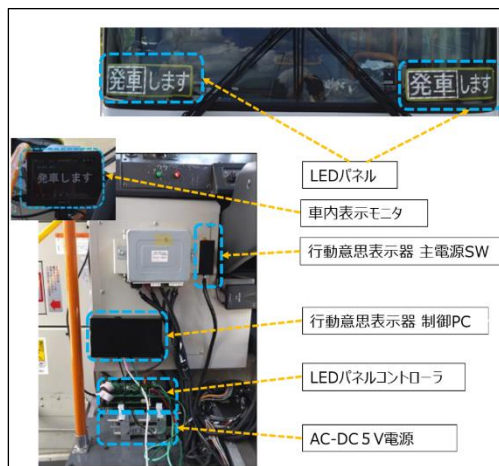 発車します
発車します
発車します
LEDパネル
車内表示モニタ
行動意思表示器 主電源SW
行動意思表示器 制御PC
LEDパネルコントローラ
AC-DC５V電源